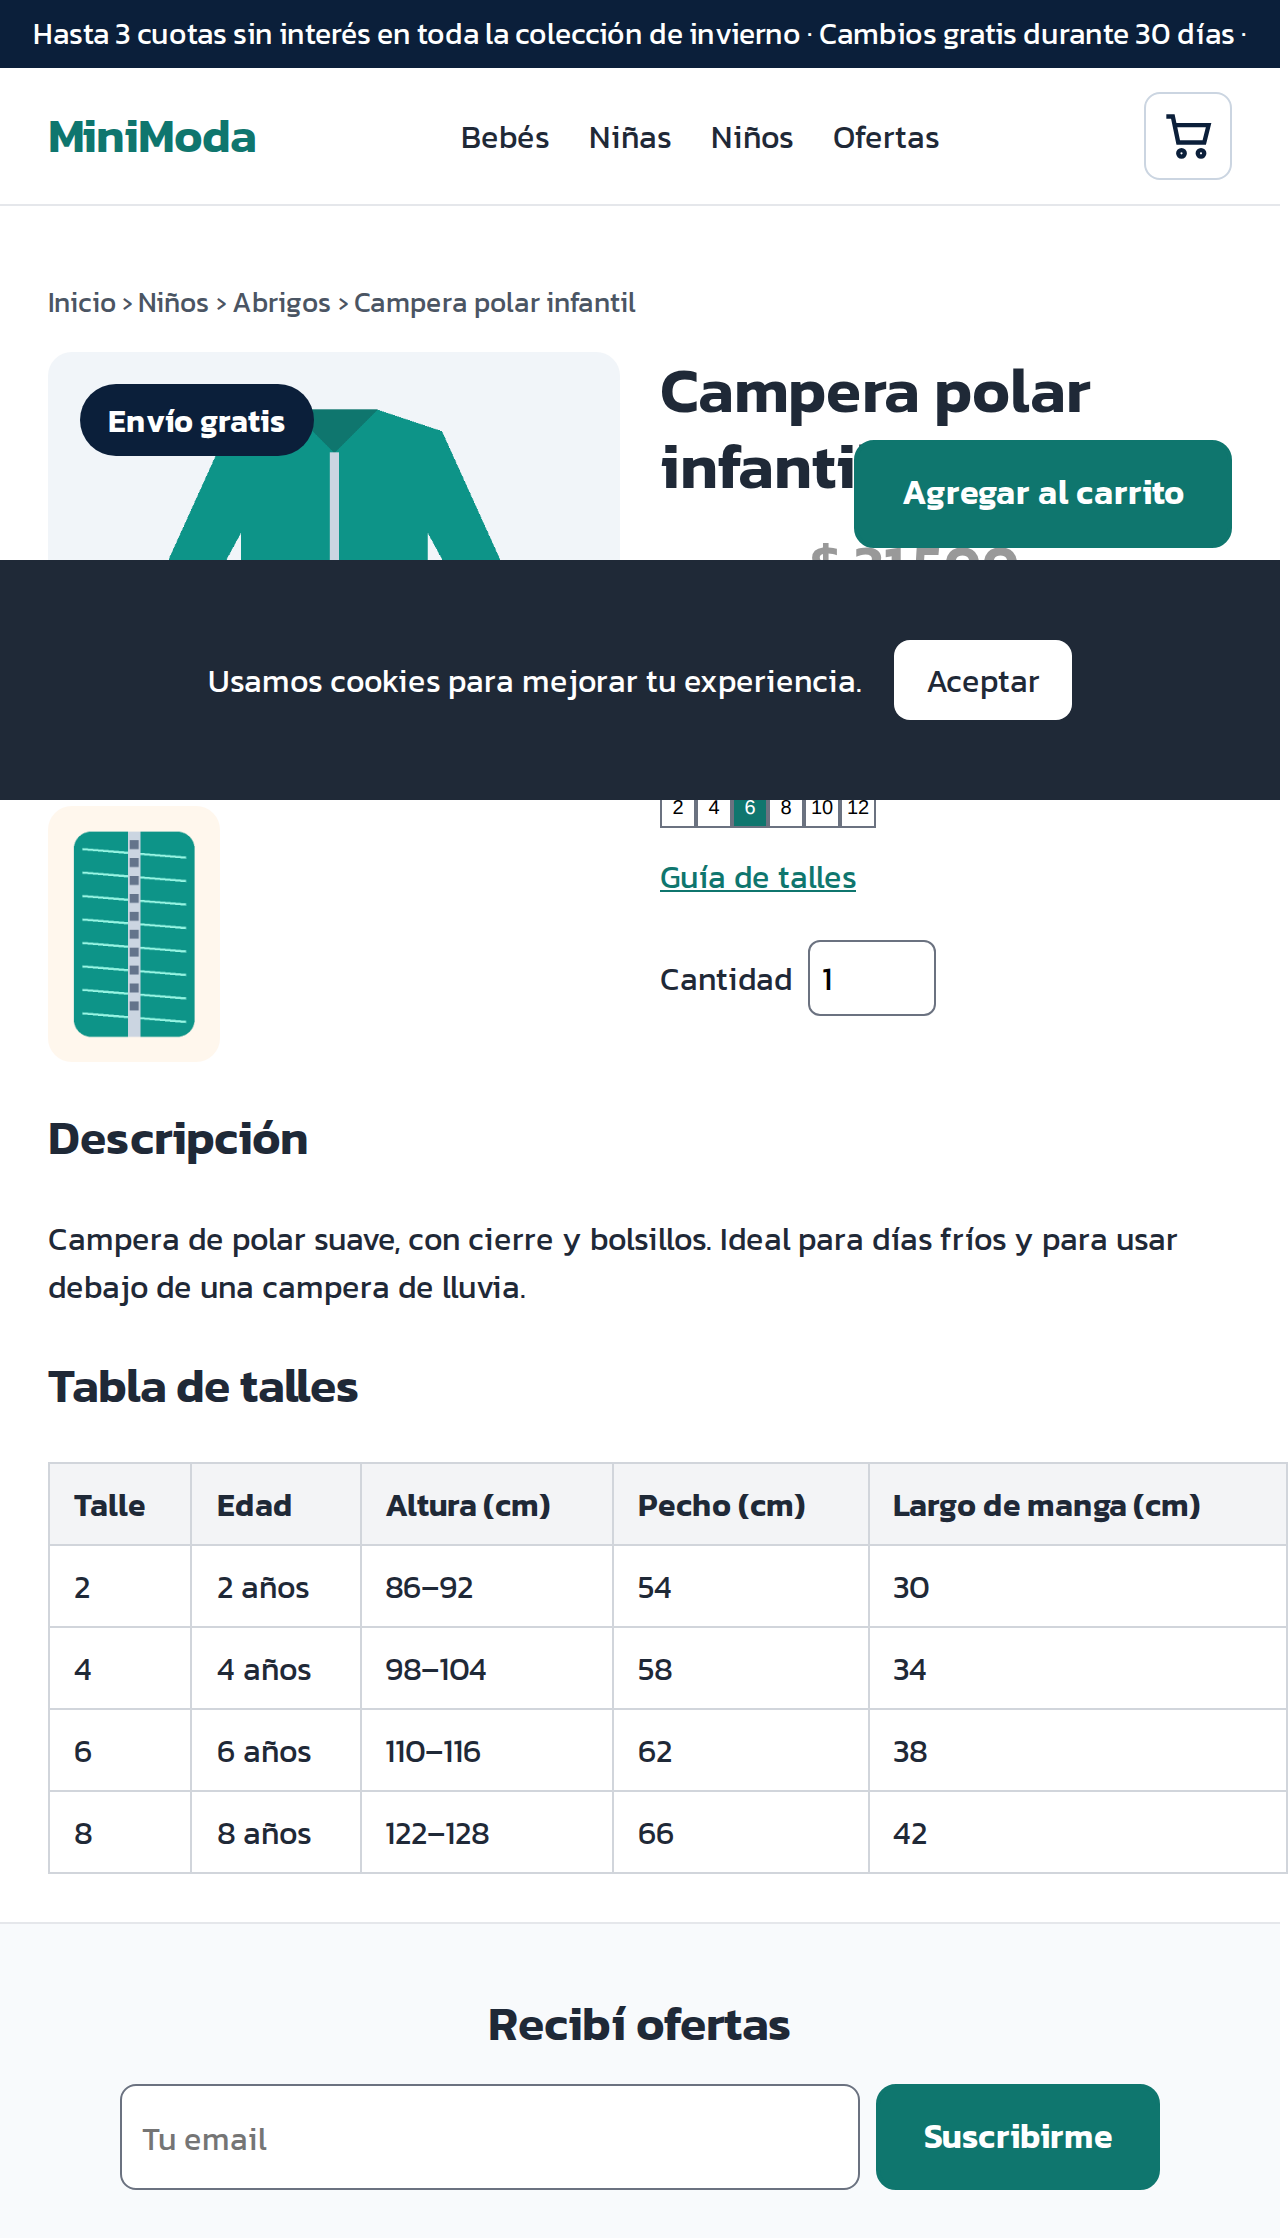 Hasta 3 cuotas sin interés en toda la colección de invierno · Cambios gratis durante 30 días ·
MiniModa
Bebés Niñas Niños Ofertas
Inicio › Niños › Abrigos › Campera polar infantil
Envío gratis
Campera polar
Agregar al carrito
Usamos cookies para mejorar tu experiencia.
Aceptar
2 4 6 8 10 12
Guía de talles
Cantidad 1
Descripción
Campera de polar suave, con cierre y bolsillos. Ideal para días fríos y para usar
debajo de una campera de lluvia.
Tabla de talles
Talle Edad Altura (cm) Pecho (cm) Largo de manga (cm)
2 2 años 86–92 54 30
4 4 años 98–104 58 34
6 6 años 110–116 62 38
8 8 años 122–128 66 42
Recibí ofertas
Tu email
Suscribirme